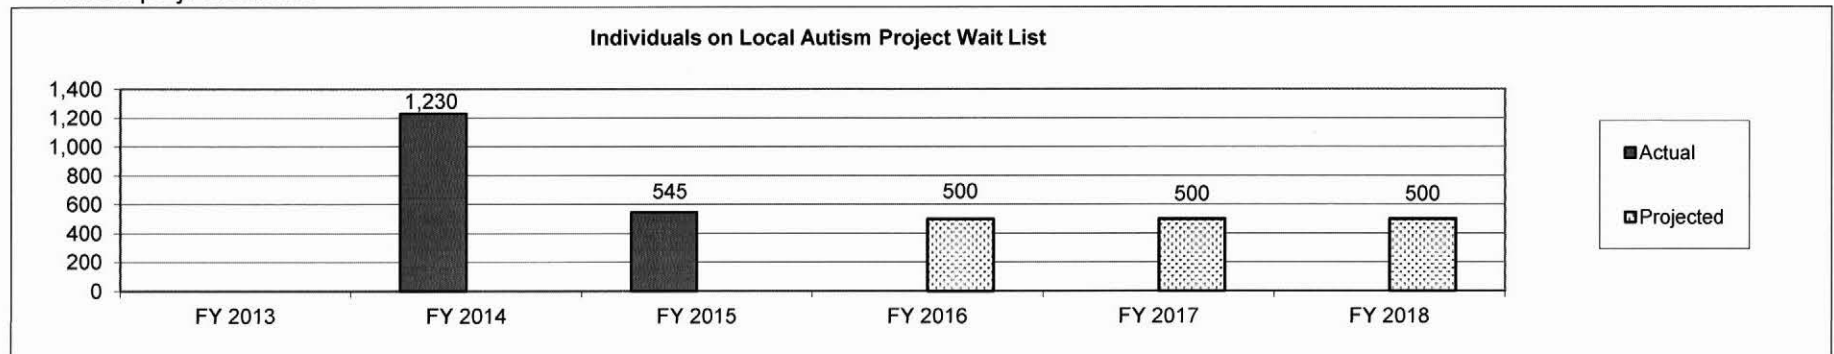 Individuals on Local Autism Project Wait List
1,400
1,200
1,000
800
600
400
200
0
1,230
545
500
500
500
FY 2013
FY 2014
FY 2015
FY 2016
FY 2017
FY 2018
Actual
Projected